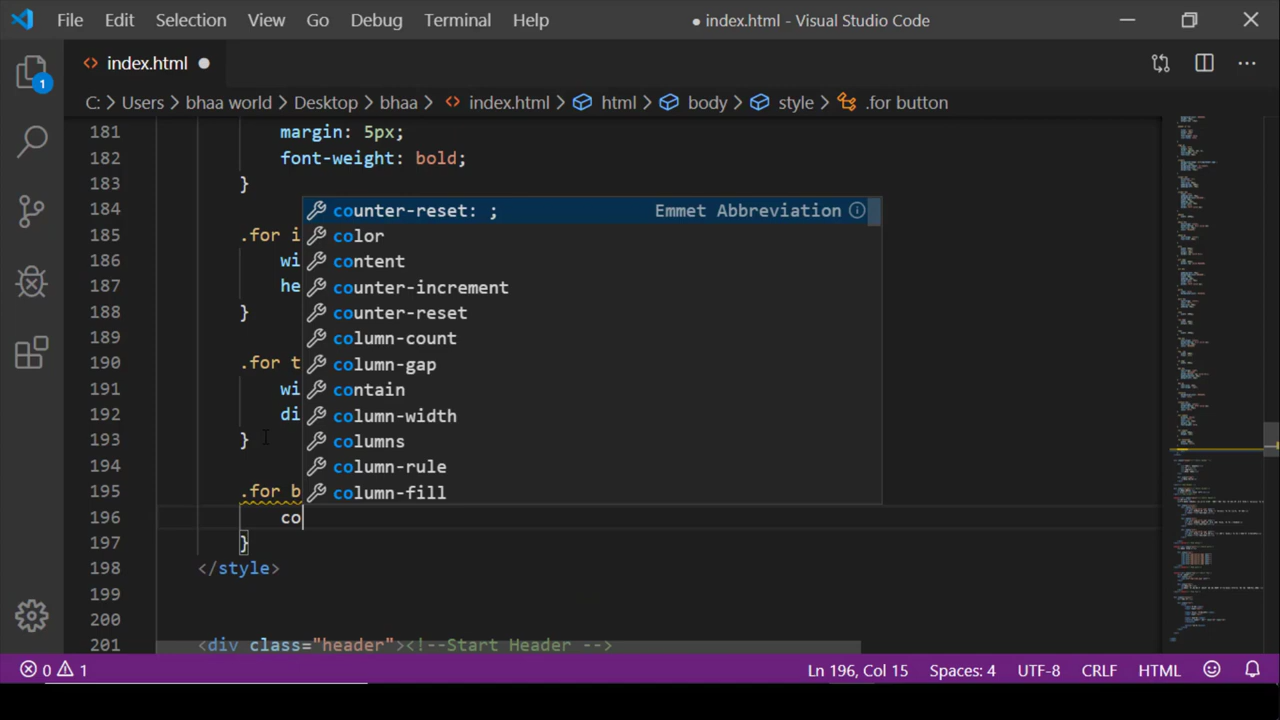 File Edit Selection View Go Debug Terminal Help ● index.html - Visual Studio Code
1
<> index.html ●
C: > Users > bhaa world > Desktop > bhaa > <> index.html > html > body > style > .for button
181 margin: 5px;
182 font-weight: bold;
183 }
184 counter-reset: ; Emmet Abbreviation
185 .for i color
186 wi content
187 he counter-increment
188 } counter-reset
189 column-count
190 .for t column-gap
191 wi contain
192 di column-width
193 } columns
194 column-rule
195 .for b column-fill
196 co
197 }
198 </style>
199
200
201 <div class="header"><!--Start Header -->
0 1 Ln 196, Col 15 Spaces: 4 UTF-8 CRLF HTML